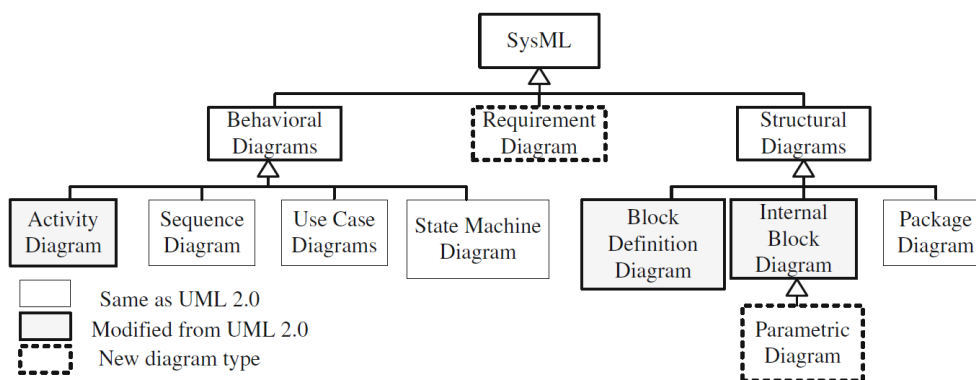 SysML
Behavioral
Diagrams
Requirement
Diagram
Structural
Diagrams
Activity
Diagram
Sequence
Diagram
Use Case
Diagrams
State Machine
Diagram
Block
Definition
Diagram
Internal
Block
Diagram
Package
Diagram
Same as UML 2.0
Modified from UML 2.0
New diagram type
Parametric
Diagram